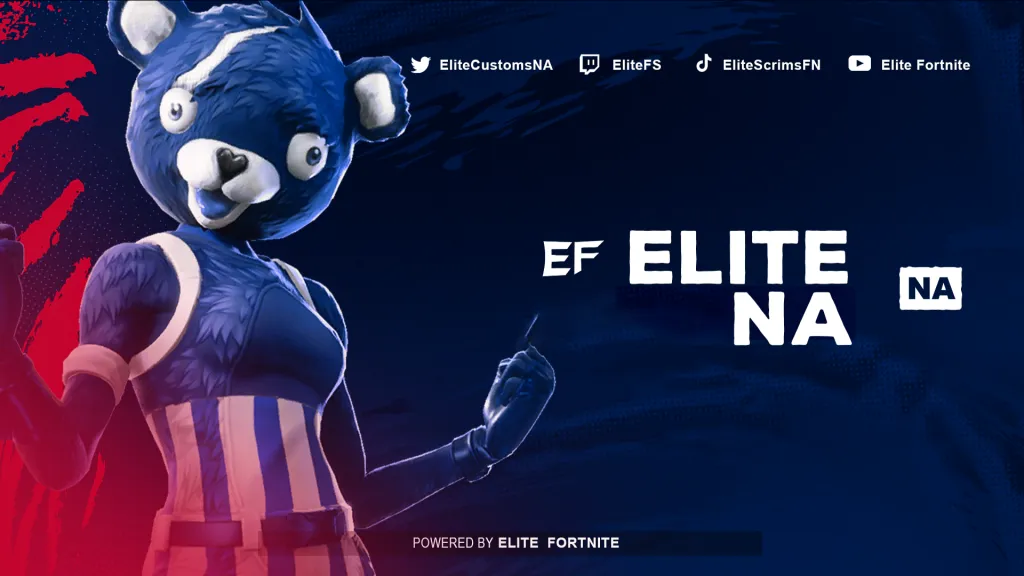 EliteCustomsNA EliteFS EliteScrimsFN Elite Fortnite
EF ELITE
NA
NA
POWERED BY ELITE FORTNITE